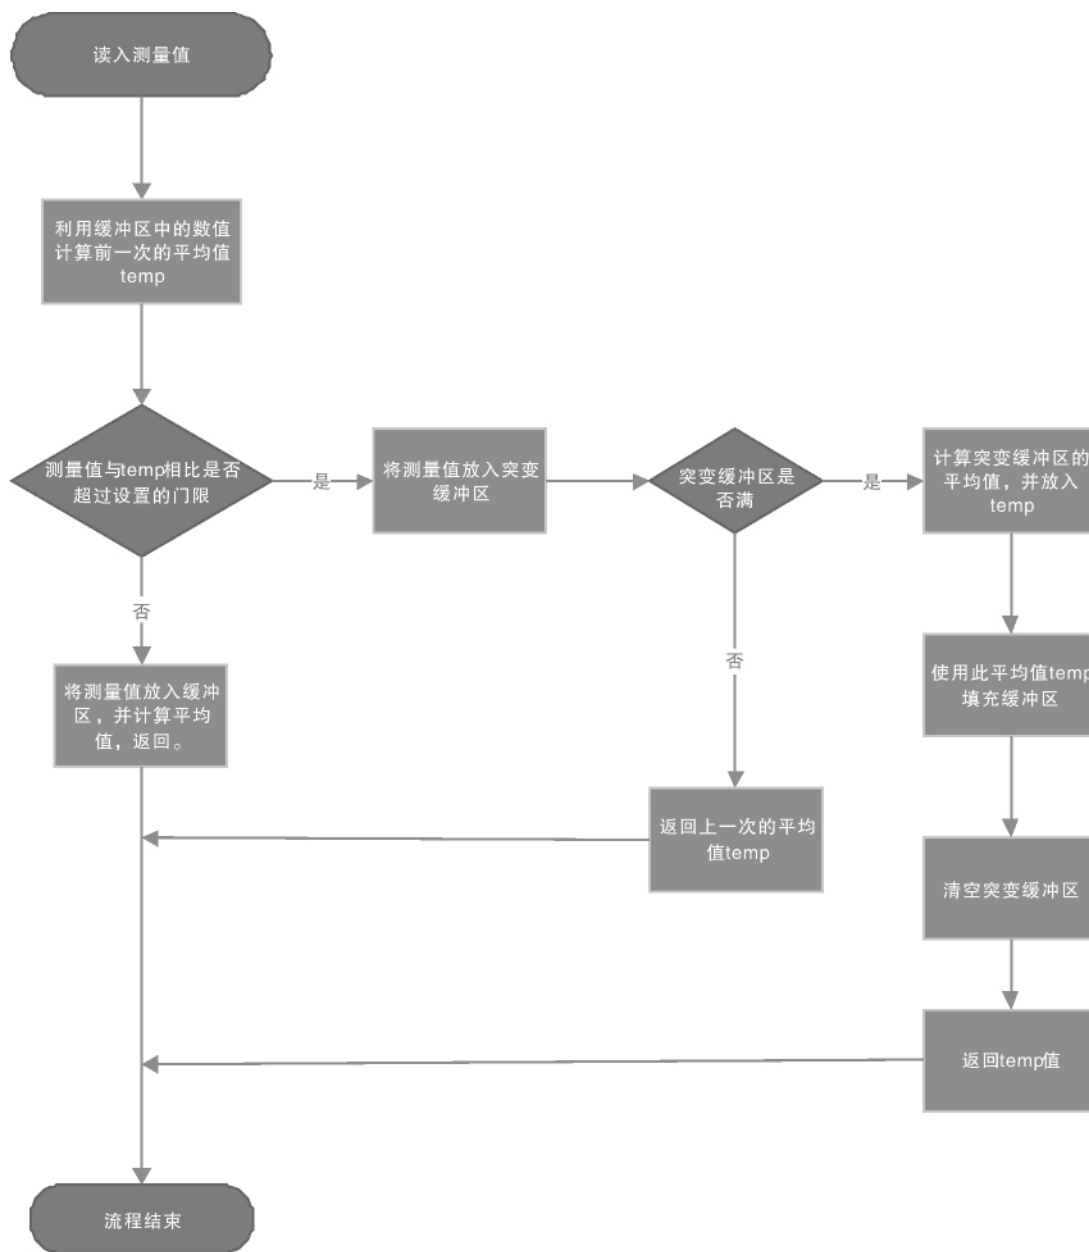 读入测量值
利用缓冲区中的数值
计算前一次的平均值
temp
测量值与temp相比是否
超过设置的门限
是
将测量值放入突变
缓冲区
突变缓冲区是
否满
是
计算突变缓冲区的
平均值，并放入
temp
否
将测量值放入缓冲
区，并计算平均
值，返回。
否
使用此平均值temp
填充缓冲区
返回上一次的平均
值temp
清空突变缓冲区
返回temp值
流程结束